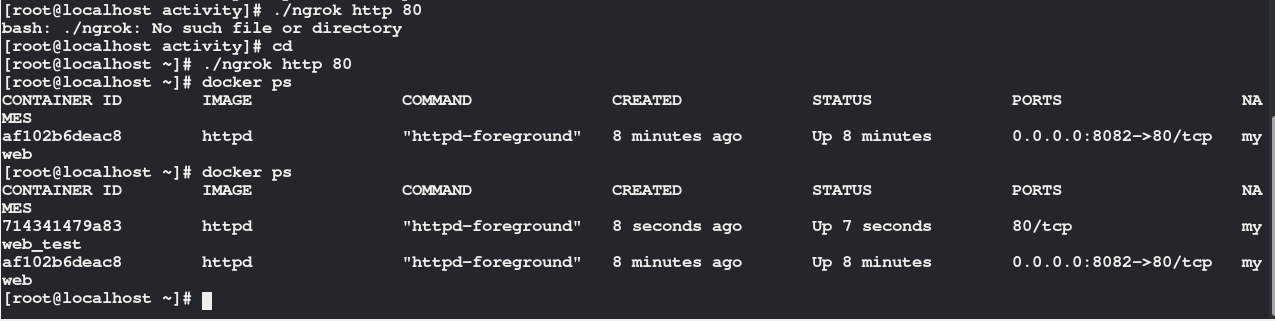 [root@localhost activity]# ./ngrok http 80
bash: ./ngrok: No such file or directory
[root@localhost activity]# cd
[root@localhost ~]# ./ngrok http 80
[root@localhost ~]# docker ps
CONTAINER ID        IMAGE               COMMAND              CREATED             STATUS              PORTS                  NA
MES
af102b6deac8        httpd               "httpd-foreground"   8 minutes ago       Up 8 minutes        0.0.0.0:8082->80/tcp   my
web
[root@localhost ~]# docker ps
CONTAINER ID        IMAGE               COMMAND              CREATED             STATUS              PORTS                  NA
MES
714341479a83        httpd               "httpd-foreground"   8 seconds ago       Up 7 seconds        80/tcp                 my
web_test
af102b6deac8        httpd               "httpd-foreground"   8 minutes ago       Up 8 minutes        0.0.0.0:8082->80/tcp   my
web
[root@localhost ~]#